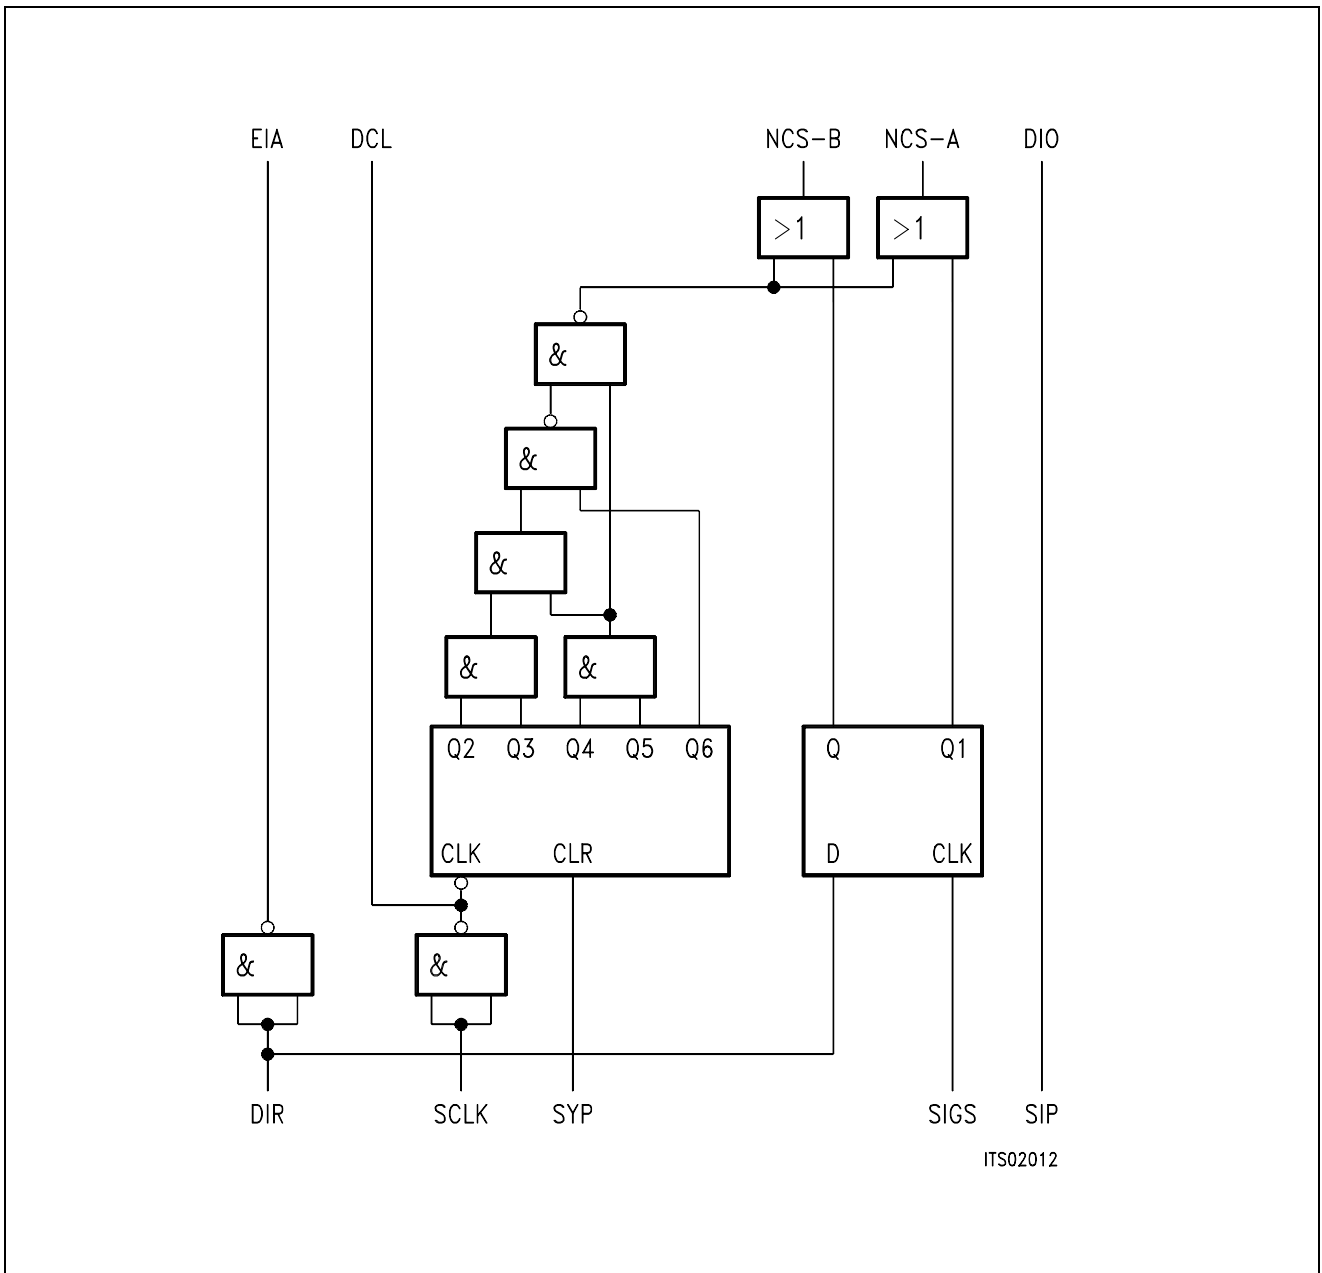 EIA DCL NCS-B NCS-A DIO
>1 >1
&
&
&
& &
Q2 Q3 Q4 Q5 Q6 Q Q1
CLK CLR D CLK
& &
DIR SCLK SYP SIGS SIP
ITS02012